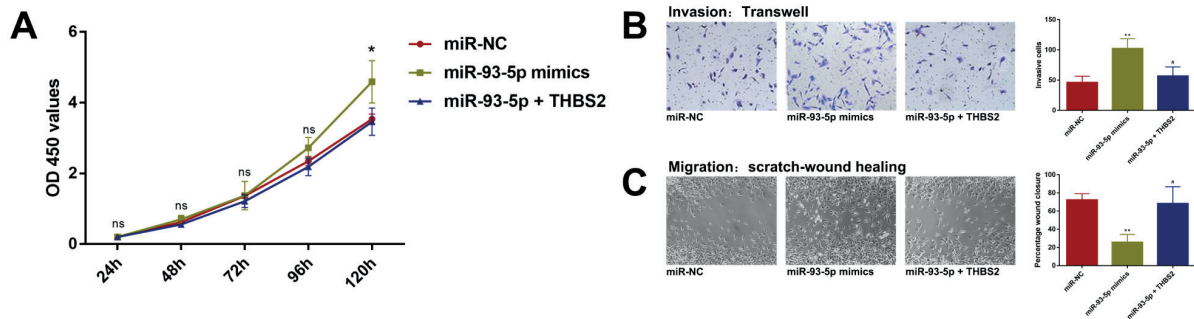 A
OD 450 values
6
4
2
0
24h
48h
72h
96h
120h
ns
ns
ns
ns
*
miR-NC
miR-93-5p mimics
miR-93-5p + THBS2
B
Invasion: Transwell
miR-NC
miR-93-5p mimics
miR-93-5p + THBS2
Invasive cells
150
100
50
0
**
#
miR-NC
miR-93-5p mimics
miR-93-5p + THBS2
C
Migration: scratch-wound healing
miR-NC
miR-93-5p mimics
miR-93-5p + THBS2
Percentage wound closure
100
80
60
40
20
0
**
#
miR-NC
miR-93-5p mimics
miR-93-5p + THBS2